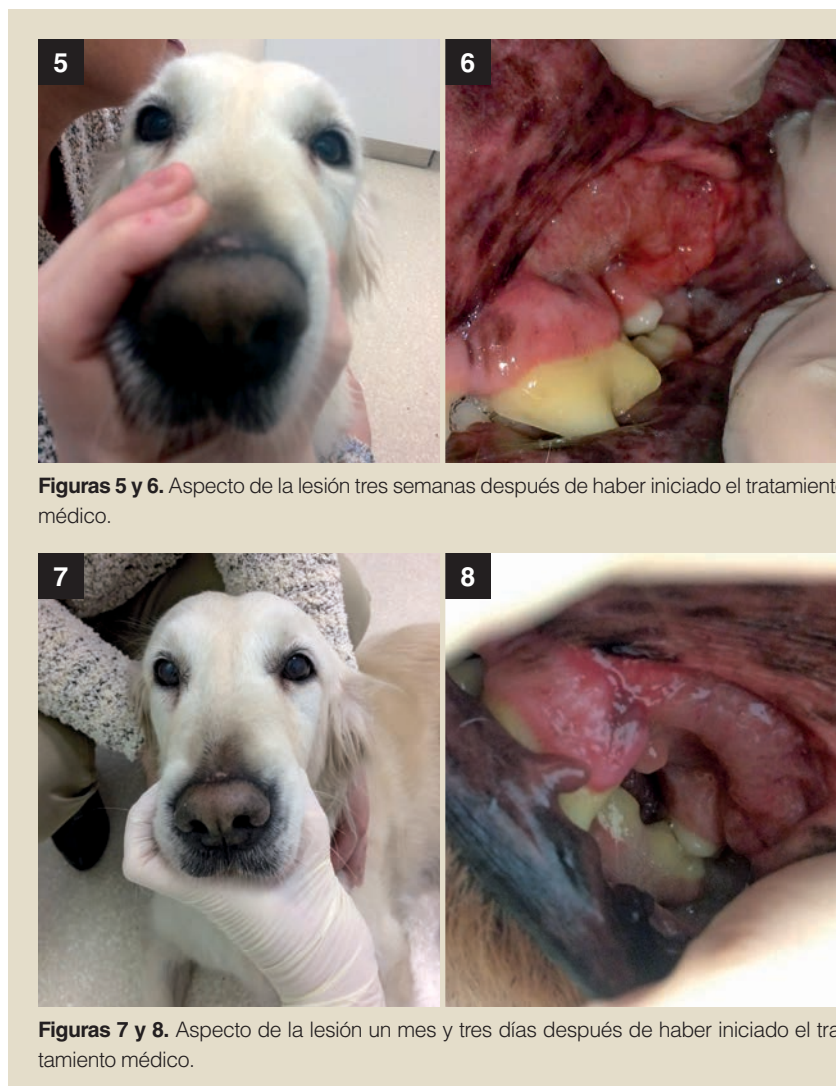 5
6
Figuras 5 y 6. Aspecto de la lesión tres semanas después de haber iniciado el tratamient
médico.
7
8
Figuras 7 y 8. Aspecto de la lesión un mes y tres días después de haber iniciado el tra
tamiento médico.